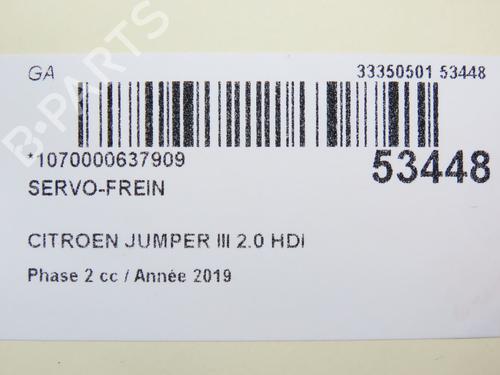 GA
33350501 53448
*1070000637909
53448
SERVO-FREIN
CITROEN JUMPER III 2.0 HDI
Phase 2 cc / Année 2019
B-PARTS